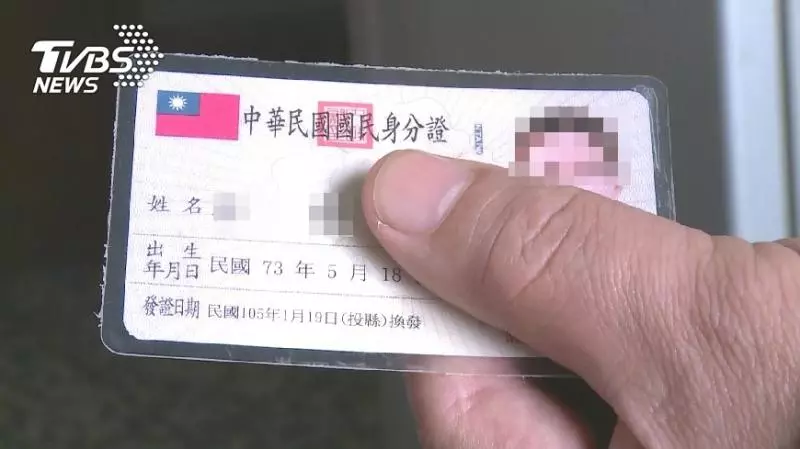 TVBS
NEWS
中華民國國民身分證
姓名
出生
年月日 民國 73 年 5 月 18
發證日期 民國105年1月19日(投縣)換發